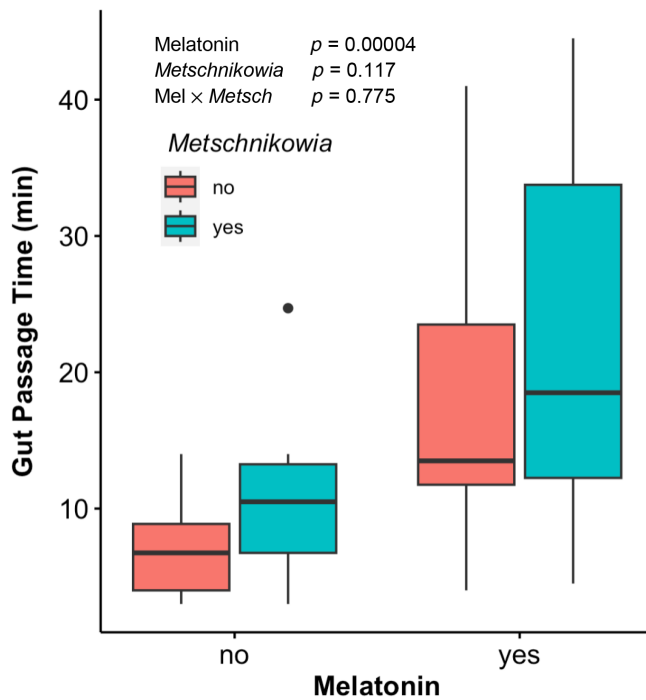 Melatonin p = 0.00004
Metschnikowia p = 0.117
Mel × Metsch p = 0.775
Metschnikowia
no
yes
Gut Passage Time (min)
40
30
20
10
no yes
Melatonin